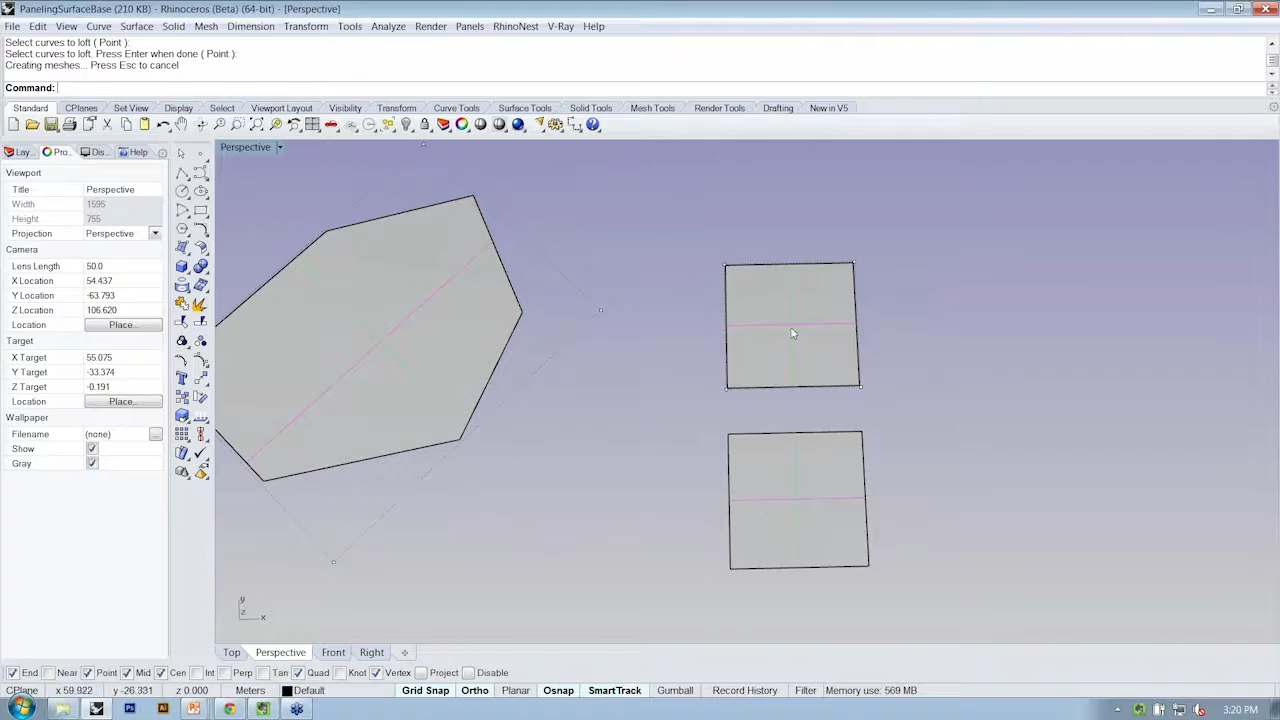 PanelingSurfaceBase (210 KB) - Rhinoceros (Beta) (64-bit) - [Perspective]
File Edit View Curve Surface Solid Mesh Dimension Transform Tools Analyze Render Panels RhinoNest V-Ray Help
Select curves to loft ( Point ):
Select curves to loft. Press Enter when done ( Point ):
Creating meshes... Press Esc to cancel
Command:
Standard CPlanes Set View Display Select Viewport Layout Visibility Transform Curve Tools Surface Tools Solid Tools Mesh Tools Render Tools Drafting New in V5
Lay... Pro... Dis... Help
Perspective
Viewport
Title Perspective
Width 1595
Height 755
Projection Perspective
Camera
Lens Length 50.0
X Location 54.437
Y Location -63.793
Z Location 106.620
Location Place...
Target
X Target 55.075
Y Target -33.374
Z Target -0.191
Location Place...
Wallpaper
Filename (none) ...
Show
Gray
y
z
x
Top Perspective Front Right
End Near Point Mid Cen Int Perp Tan Quad Knot Vertex Project Disable
CPlane x 59.922 y -26.331 z 0.000 Meters Default Grid Snap Ortho Planar Osnap SmartTrack Gumball Record History Filter Memory use: 569 MB
Ps Ai 3:20 PM